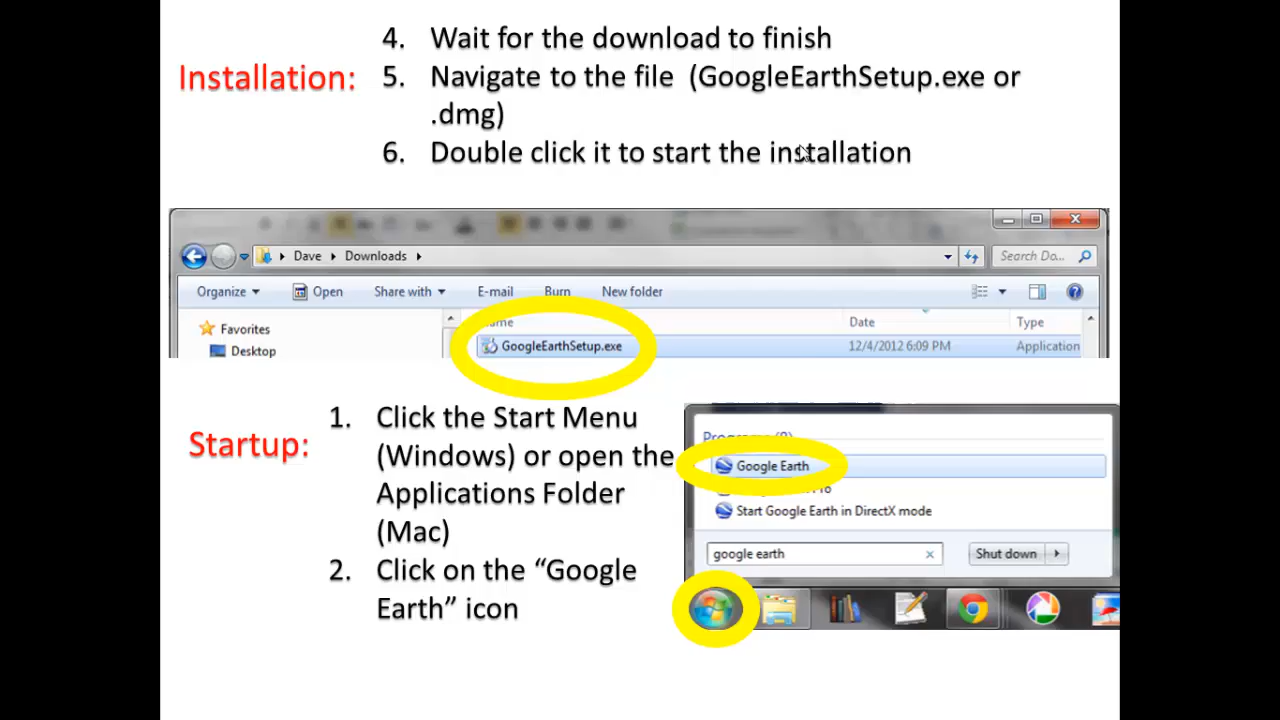 Installation:
4. Wait for the download to finish
5. Navigate to the file (GoogleEarthSetup.exe or
.dmg)
6. Double click it to start the installation
Dave Downloads
Search Do...
Organize Open Share with E-mail Burn New folder
Date Type
Favorites
Desktop
GoogleEarthSetup.exe 12/4/2012 6:09 PM Application
Startup:
1. Click the Start Menu
(Windows) or open the
Applications Folder
(Mac)
2. Click on the “Google
Earth” icon
Google Earth
Start Google Earth in DirectX mode
google earth
Shut down